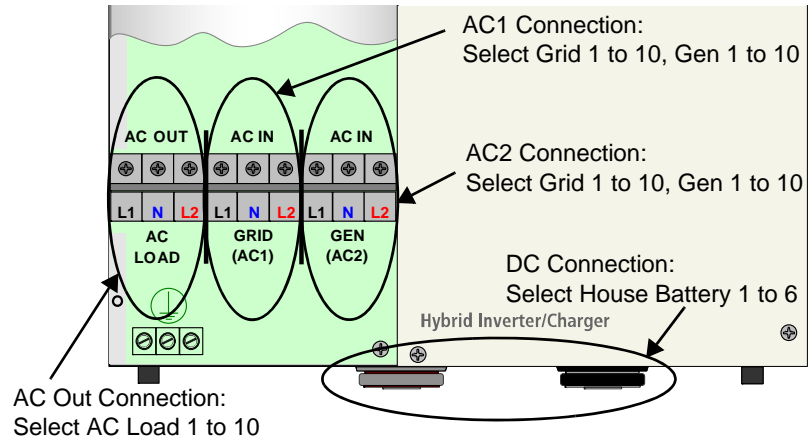 AC1 Connection:
Select Grid 1 to 10, Gen 1 to 10
AC OUT
AC IN
AC IN
AC2 Connection:
Select Grid 1 to 10, Gen 1 to 10
L1 N L2 L1 N L2 L1 N L2
AC
LOAD
GRID
(AC1)
GEN
(AC2)
DC Connection:
Select House Battery 1 to 6
Hybrid Inverter/Charger
AC Out Connection:
Select AC Load 1 to 10